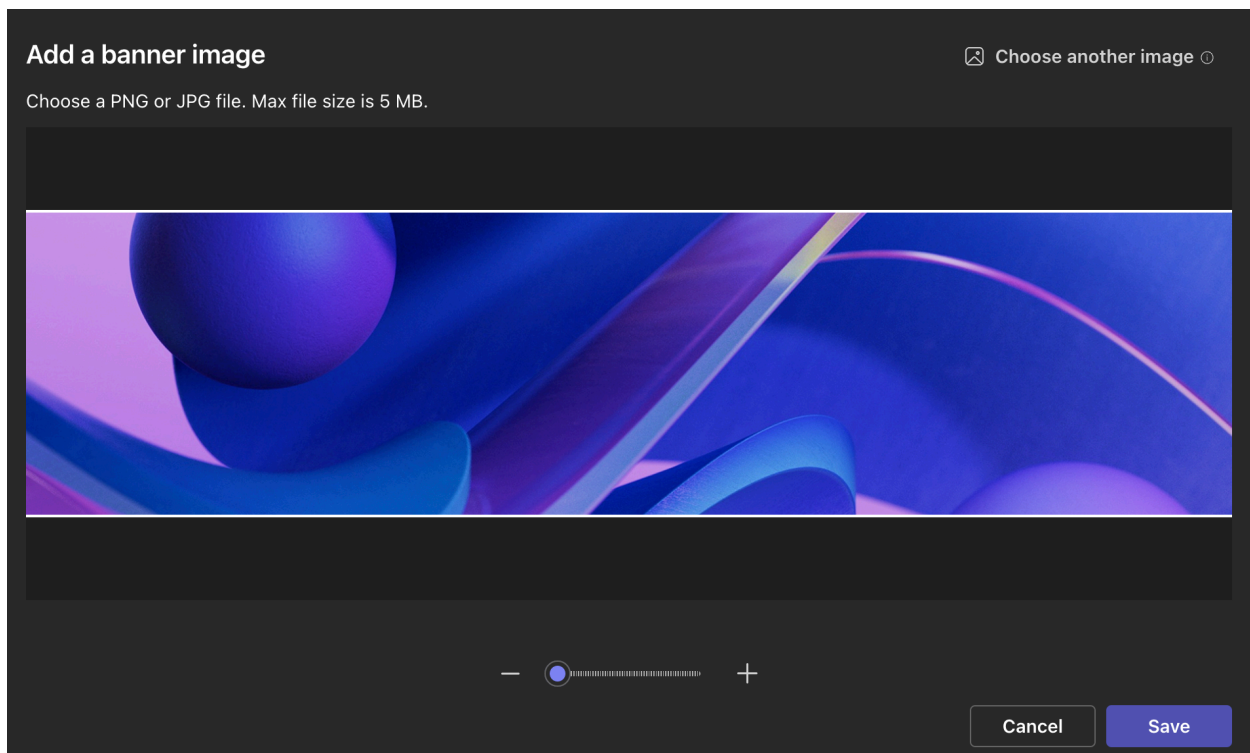 Add a banner image
Choose another image
Choose a PNG or JPG file. Max file size is 5 MB.
Cancel
Save